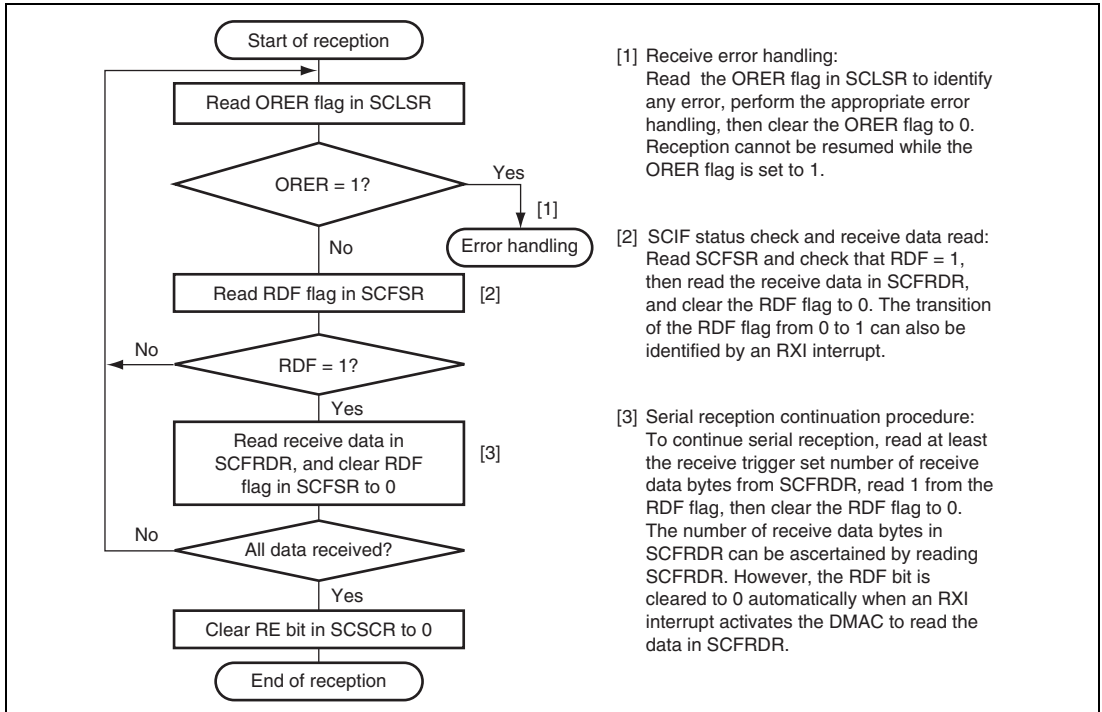 Start of reception
Read ORER flag in SCLSR
ORER = 1?
Yes
[1]
Error handling
No
Read RDF flag in SCFSR
[2]
No
RDF = 1?
Yes
Read receive data in
SCFRDR, and clear RDF
flag in SCFSR to 0
[3]
No
All data received?
Yes
Clear RE bit in SCSCR to 0
End of reception
[1] Receive error handling:
Read the ORER flag in SCLSR to identify
any error, perform the appropriate error
handling, then clear the ORER flag to 0.
Reception cannot be resumed while the
ORER flag is set to 1.
[2] SCIF status check and receive data read:
Read SCFSR and check that RDF = 1,
then read the receive data in SCFRDR,
and clear the RDF flag to 0. The transition
of the RDF flag from 0 to 1 can also be
identified by an RXI interrupt.
[3] Serial reception continuation procedure:
To continue serial reception, read at least
the receive trigger set number of receive
data bytes from SCFRDR, read 1 from the
RDF flag, then clear the RDF flag to 0.
The number of receive data bytes in
SCFRDR can be ascertained by reading
SCFRDR. However, the RDF bit is
cleared to 0 automatically when an RXI
interrupt activates the DMAC to read the
data in SCFRDR.